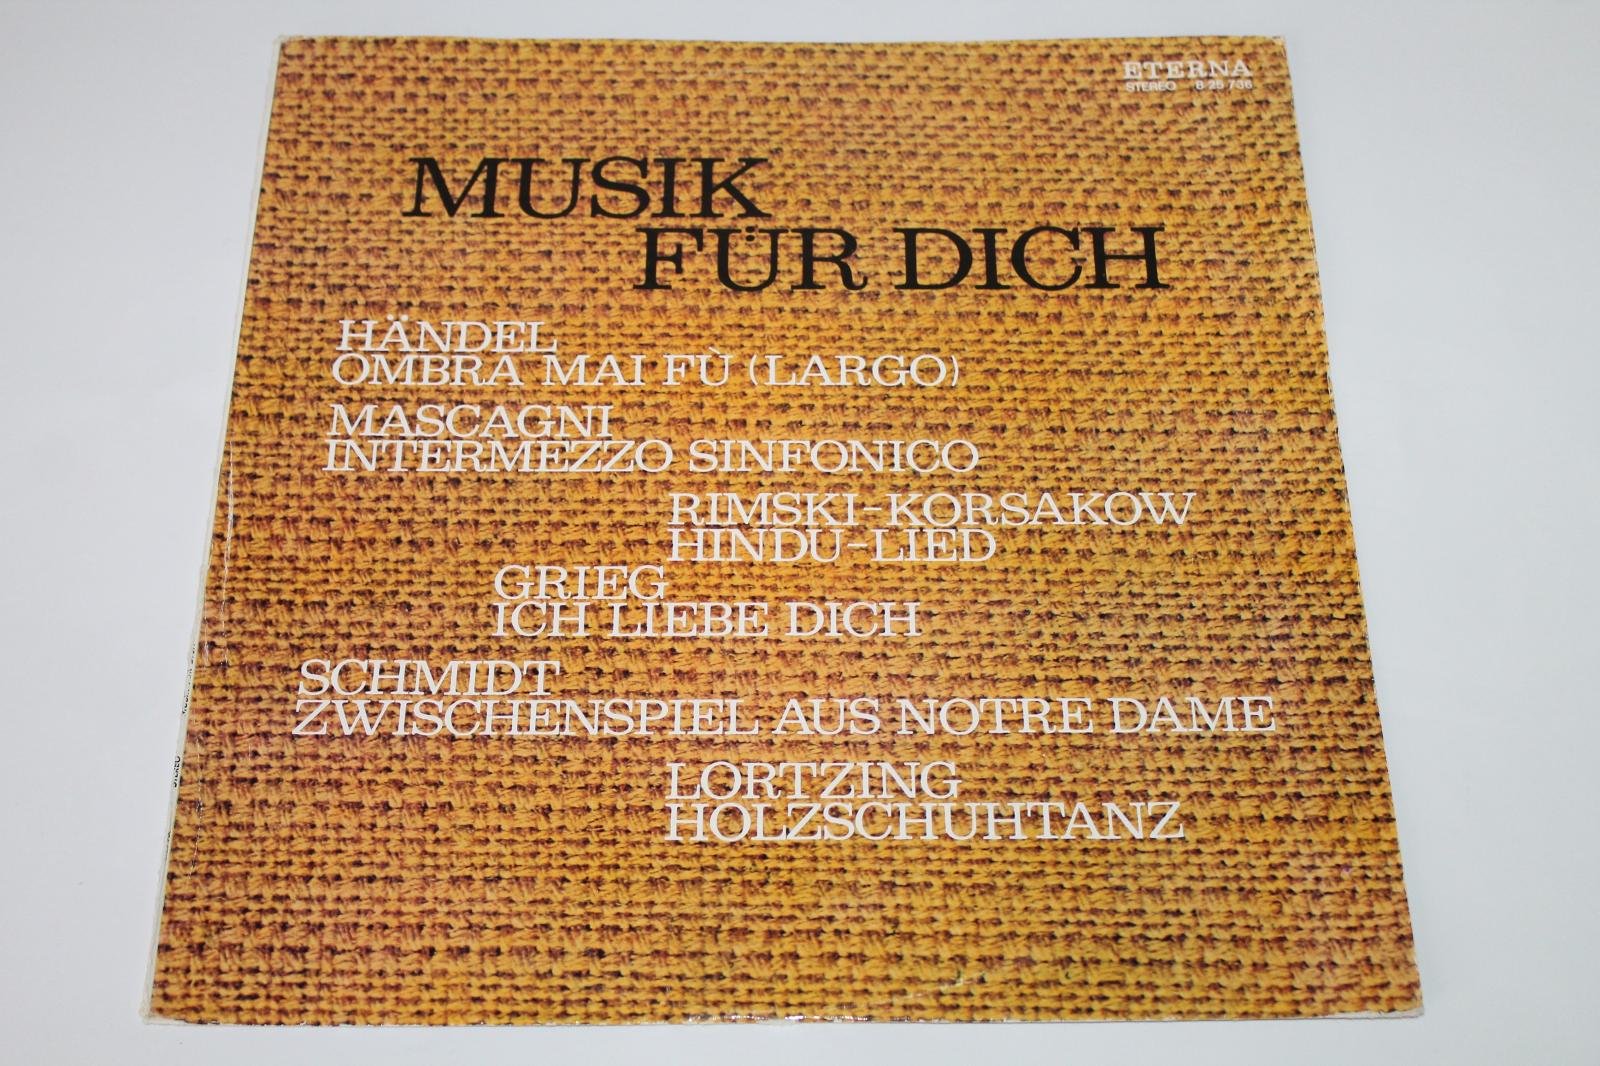 ETERNA
STEREO 8 25 736
MUSIK
FÜR DICH
HÄNDEL
OMBRA MAI FÙ (LARGO)
MASCAGNI
INTERMEZZO SINFONICO
RIMSKI-KORSAKOW
HINDU-LIED
GRIEG
ICH LIEBE DICH
SCHMIDT
ZWISCHENSPIEL AUS NOTRE DAME
LORTZING
HOLZSCHUHTANZ
STEREO